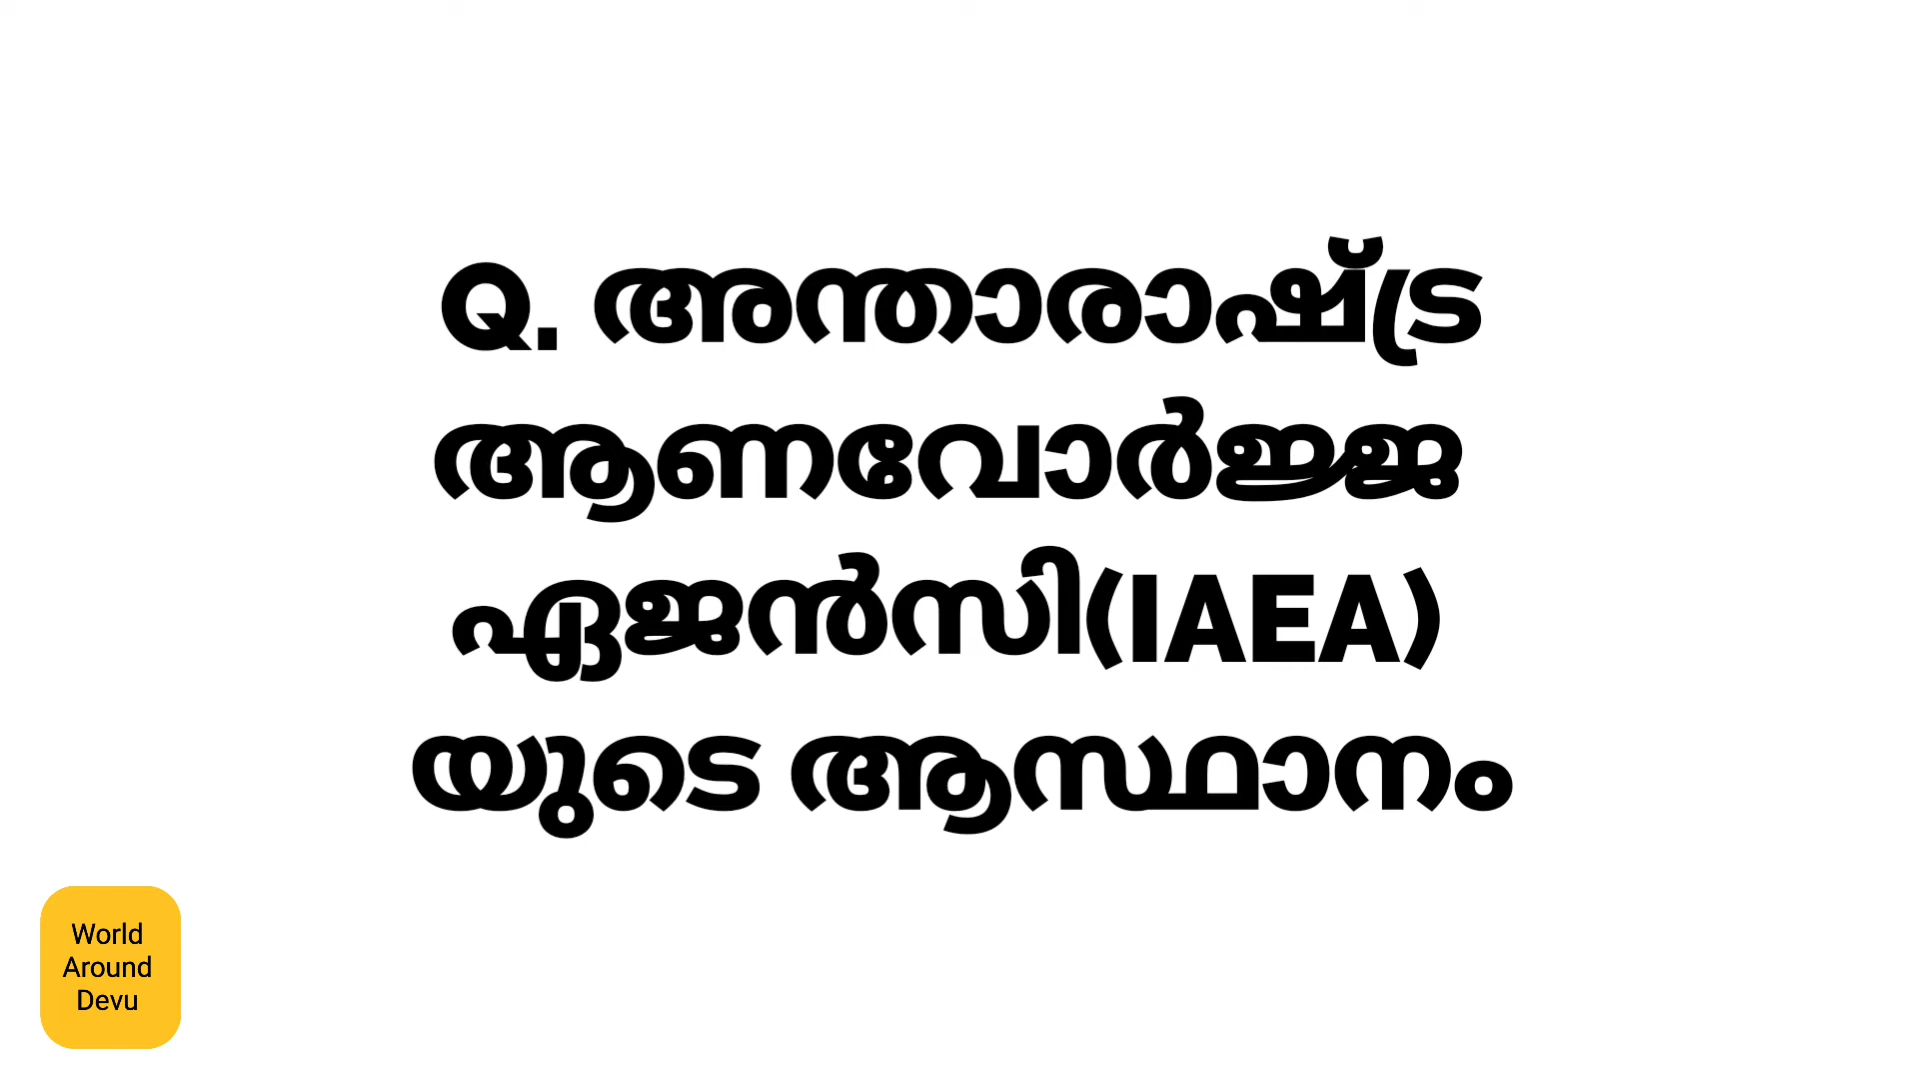 Q. അന്താരാഷ്ട്ര
ആണവോർജ്ജ
ഏജൻസി(IAEA)
യുടെ ആസ്ഥാനം
World
Around
Devu